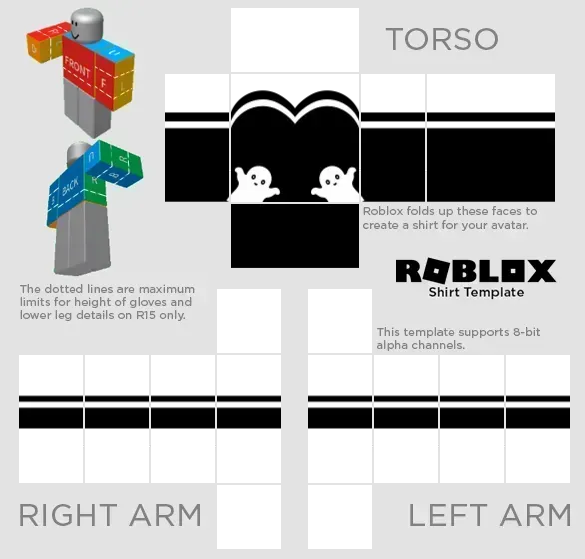 TORSO
FRONT
F
L
U
BACK
R
Roblox folds up these faces to
create a shirt for your avatar.
ROBLOX
Shirt Template
The dotted lines are maximum
limits for height of gloves and
lower leg details on R15 only.
This template supports 8-bit
alpha channels.
RIGHT ARM
LEFT ARM